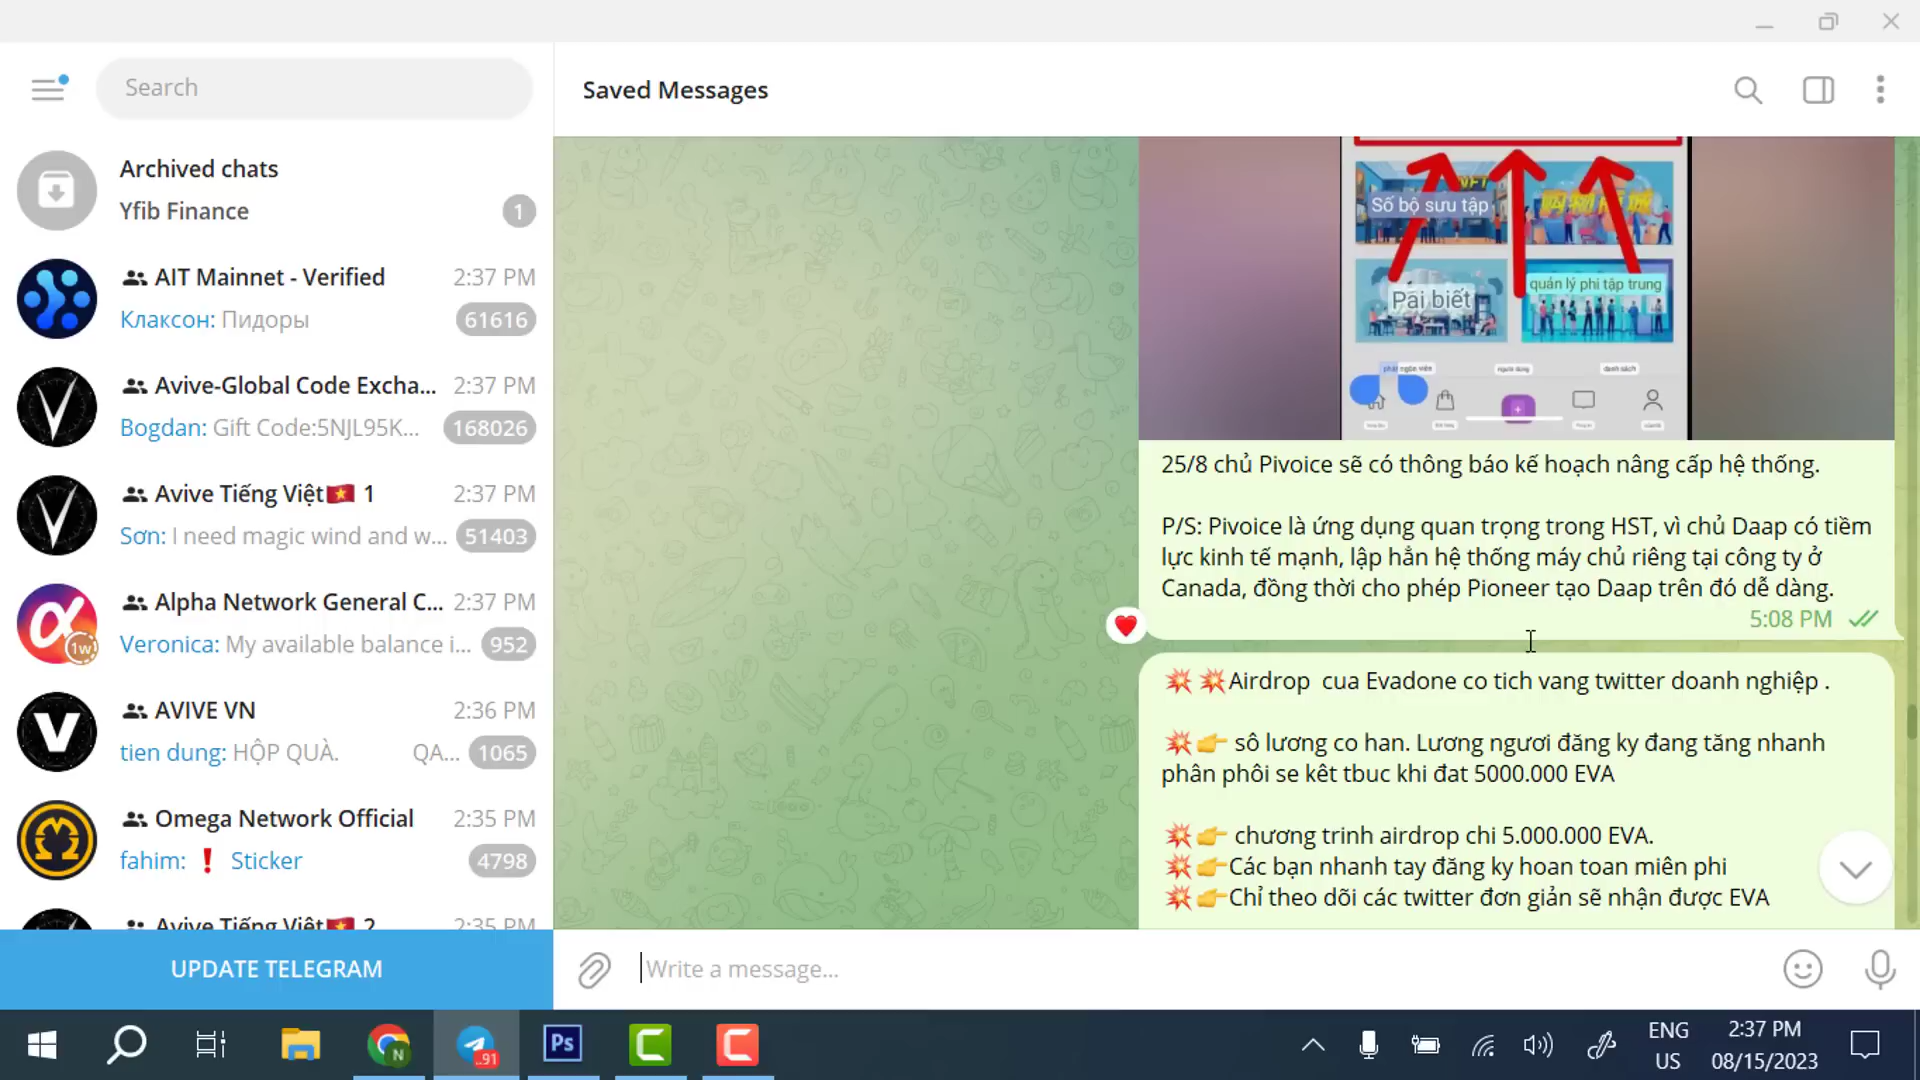 Search
Saved Messages
Archived chats
Yfib Finance
1
AIT Mainnet - Verified
2:37 PM
Клаксон: Пидоры
61616
Avive-Global Code Excha...
2:37 PM
Bogdan: Gift Code:5NJL95K...
168026
Avive Tiếng Việt🇻🇳 1
2:37 PM
Sơn: I need magic wind and w...
51403
Alpha Network General C...
2:37 PM
1w
Veronica: My available balance i...
952
AVIVE VN
2:36 PM
tien dung: HỘP QUÀ. QA...
1065
Omega Network Official
2:35 PM
fahim: ❗ Sticker
4798
Avive Tiếng Việt🇻🇳 2
2:35 PM
UPDATE TELEGRAM
Số bộ sưu tập
Pai biết
quản lý phi tập trung
người dùng
danh sách
25/8 chủ Pivoice sẽ có thông báo kế hoạch nâng cấp hệ thống.
P/S: Pivoice là ứng dụng quan trọng trong HST, vì chủ Daap có tiềm
lực kinh tế mạnh, lập hẳn hệ thống máy chủ riêng tại công ty ở
Canada, đồng thời cho phép Pioneer tạo Daap trên đó dễ dàng.
5:08 PM
💥 💥Airdrop cua Evadone co tich vang twitter doanh nghiệp .
💥👉 sô lương co han. Lương ngươi đăng ky đang tăng nhanh
phân phôi se kêt tbuc khi đat 5000.000 EVA
💥👉 chương trinh airdrop chi 5.000.000 EVA.
💥👉Các bạn nhanh tay đăng ky hoan toan miên phi
💥👉Chỉ theo dõi các twitter đơn giản sẽ nhận được EVA
Write a message...
N
.91
Ps
ENG
US
2:37 PM
08/15/2023